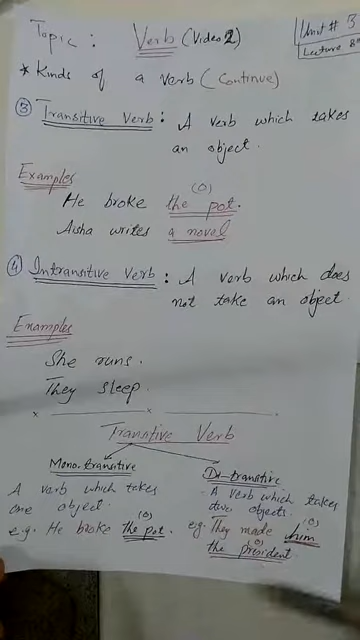 Unit # 3
Topic : Verb (Video 2)
Lecture 8th
* Kinds of a verb (Continue)
③ Transitive Verb : A verb which takes
an object.
Examples
(O)
He broke the pot.
Aisha writes a novel
④ Intransitive Verb : A verb which does
not take an object.
Examples
She runs.
They sleep.
Transitive Verb
Mono. transitive
A verb which takes
one object.
(O)
e.g. He broke the pot.
Di-transitive
- A verb which takes
two objects.
(O)
eg. They made him
(O)
the president.